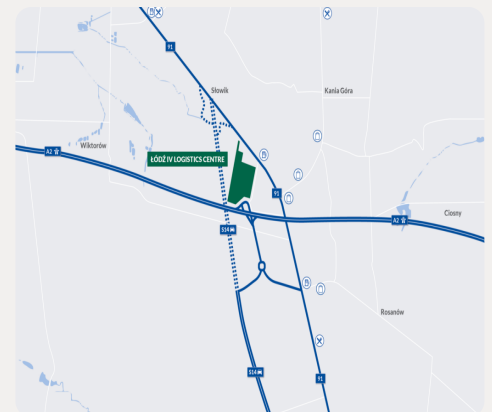 91
Słowik
Kania Góra
Wiktorów
A2
ŁÓDŹ IV LOGISTICS CENTRE
91
A2
Ciosny
S14
Rosanów
S14
91